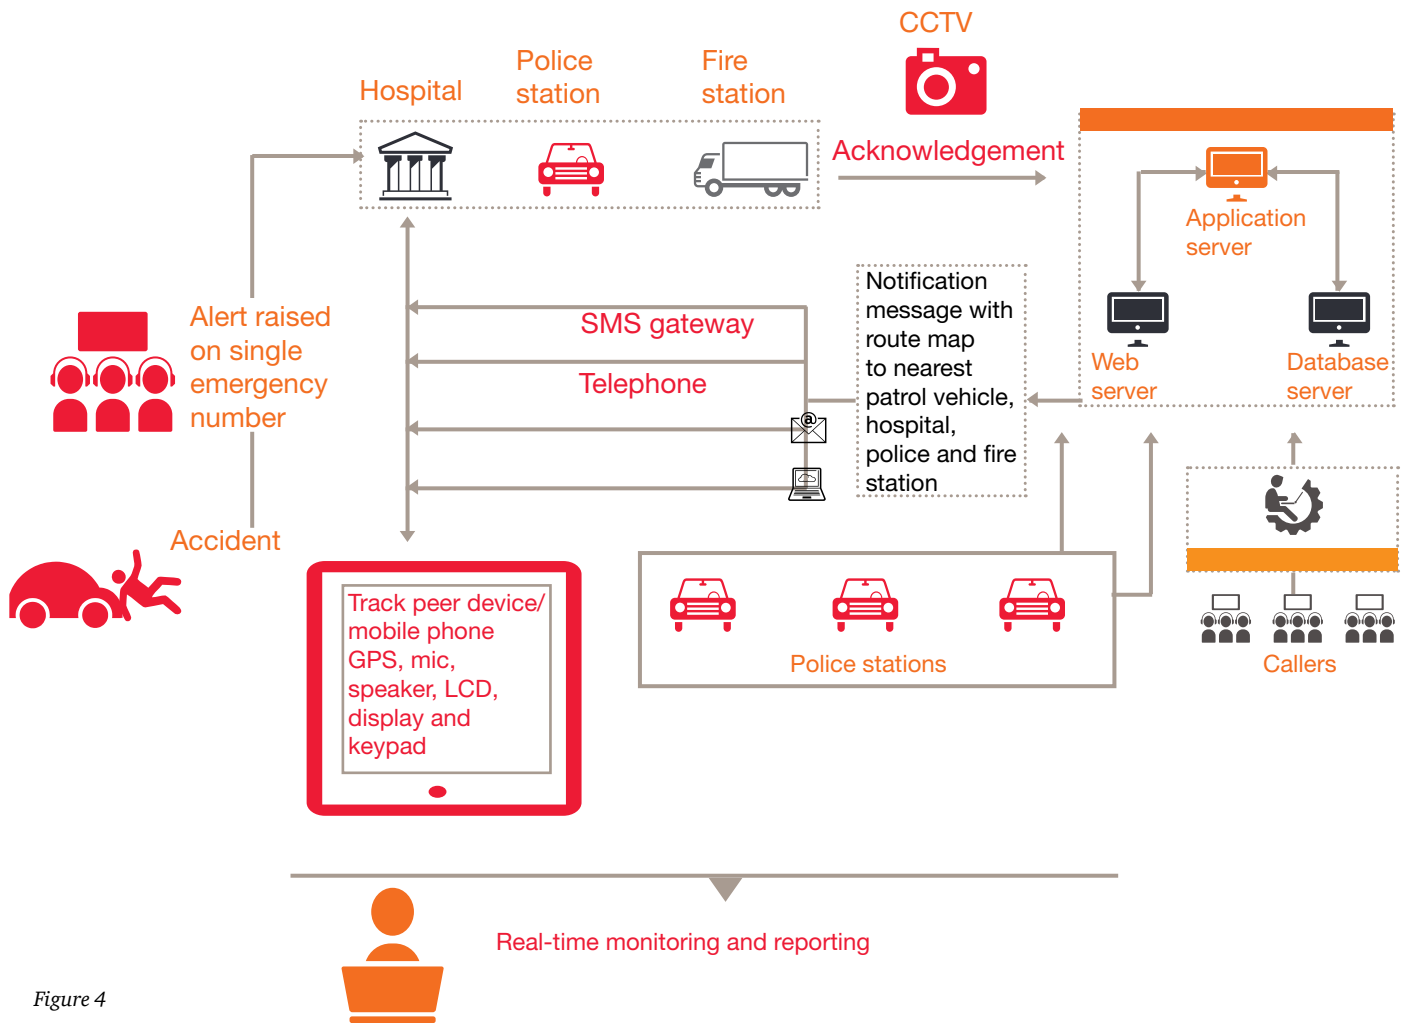 CCTV
Police
station
Fire
station
Hospital
Acknowledgement
Application
server
Web
server
Database
server
Notification
message with
route map
to nearest
patrol vehicle,
hospital,
police and fire
station
SMS gateway
Telephone
@
Alert raised
on single
emergency
number
Accident
Track peer device/
mobile phone
GPS, mic,
speaker, LCD,
display and
keypad
Police stations
Callers
Real-time monitoring and reporting
Figure 4